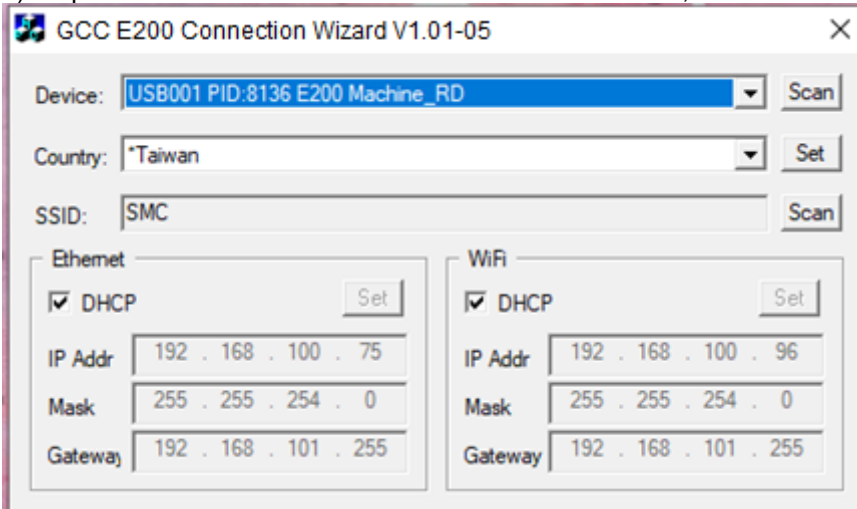 GCC E200 Connection Wizard V1.01-05
Device: USB001 PID:8136 E200 Machine_RD Scan
Country: *Taiwan Set
SSID: SMC Scan
Ethernet
DHCP Set
IP Addr 192 . 168 . 100 . 75
Mask 255 . 255 . 254 . 0
Gateway 192 . 168 . 101 . 255
WiFi
DHCP Set
IP Addr 192 . 168 . 100 . 96
Mask 255 . 255 . 254 . 0
Gateway 192 . 168 . 101 . 255